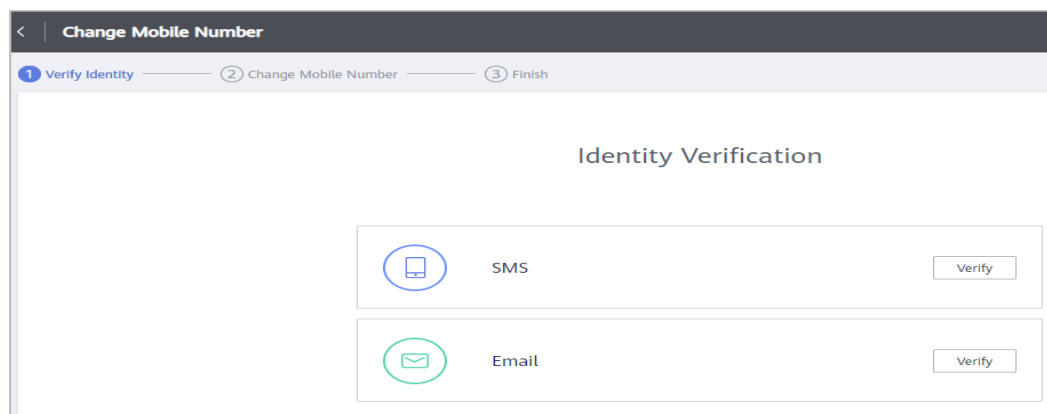 < Change Mobile Number
1 Verify Identity 2 Change Mobile Number 3 Finish
Identity Verification
SMS Verify
Email Verify